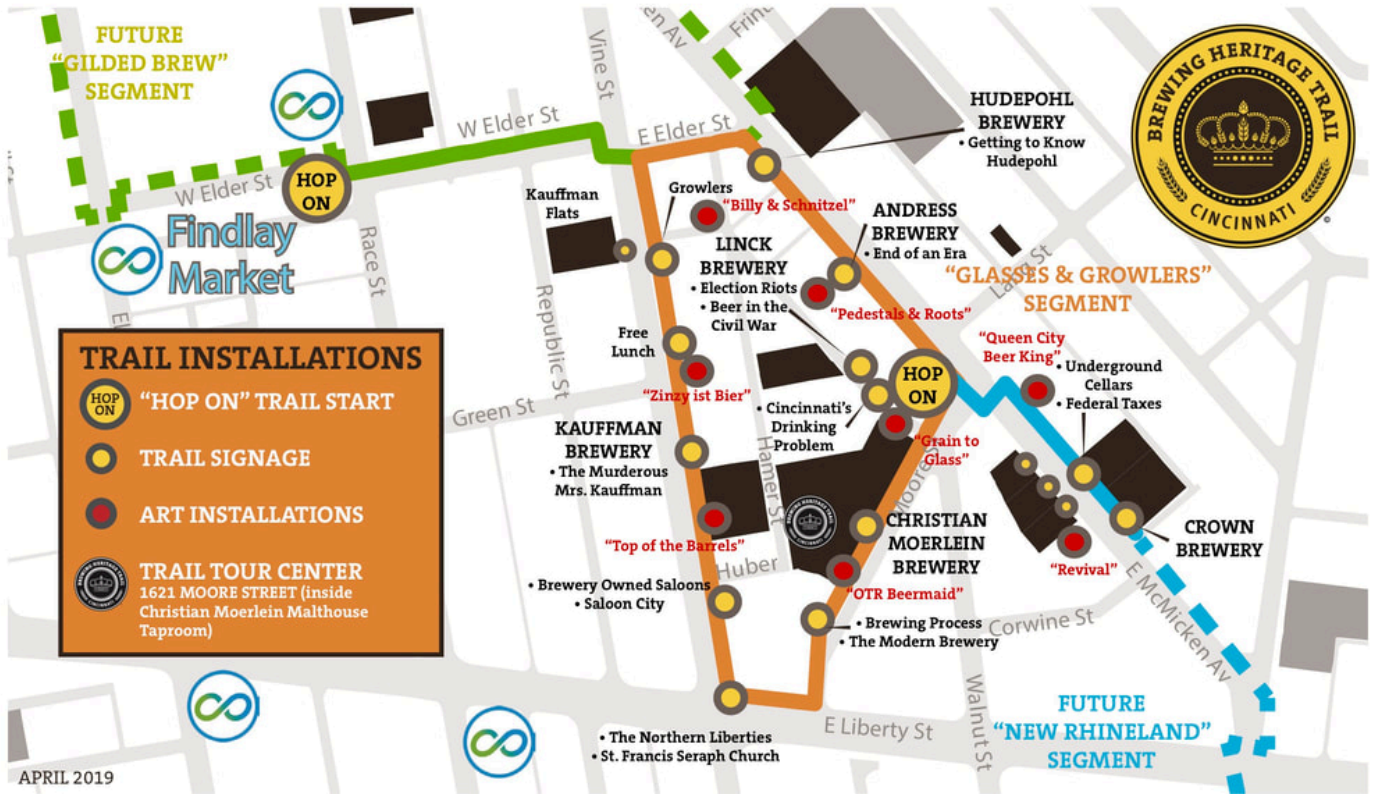 FUTURE
“GILDED BREW”
SEGMENT
W Elder St
Vine St
E Elder St
HOP
ON
W Elder St
Findlay
Market
Race St
BREWING HERITAGE TRAIL
CINCINNATI
HUDEPOHL
BREWERY
• Getting to Know
Hudepohl
Kauffman
Flats
Growlers
“Billy & Schnitzel”
ANDRESS
BREWERY
• End of an Era
LINCK
BREWERY
• Election Riots
• Beer in the
Civil War
“Pedestals & Roots”
“GLASSES & GROWLERS”
SEGMENT
Republic St
Free
Lunch
“Zinzy ist Bier”
“Queen City
Beer King”
• Underground
Cellars
• Federal Taxes
HOP
ON
Green St
• Cincinnati’s
Drinking
Problem
“Grain to
Glass”
Hamer St
KAUFFMAN
BREWERY
• The Murderous
Mrs. Kauffman
“Top of the Barrels”
BREWING HERITAGE TRAIL
CINCINNATI
CHRISTIAN
MOERLEIN
BREWERY
CROWN
BREWERY
“Revival”
Huber
“OTR Beermaid”
• Brewery Owned Saloons
• Saloon City
• Brewing Process
• The Modern Brewery
Corwine St
E McMicken Av
Walnut St
E Liberty St
• The Northern Liberties
• St. Francis Seraph Church
FUTURE
“NEW RHINELAND”
SEGMENT
TRAIL INSTALLATIONS
HOP
ON
“HOP ON” TRAIL START
TRAIL SIGNAGE
ART INSTALLATIONS
BREWING HERITAGE TRAIL
CINCINNATI
TRAIL TOUR CENTER
1621 MOORE STREET (inside
Christian Moerlein Malthouse
Taproom)
APRIL 2019